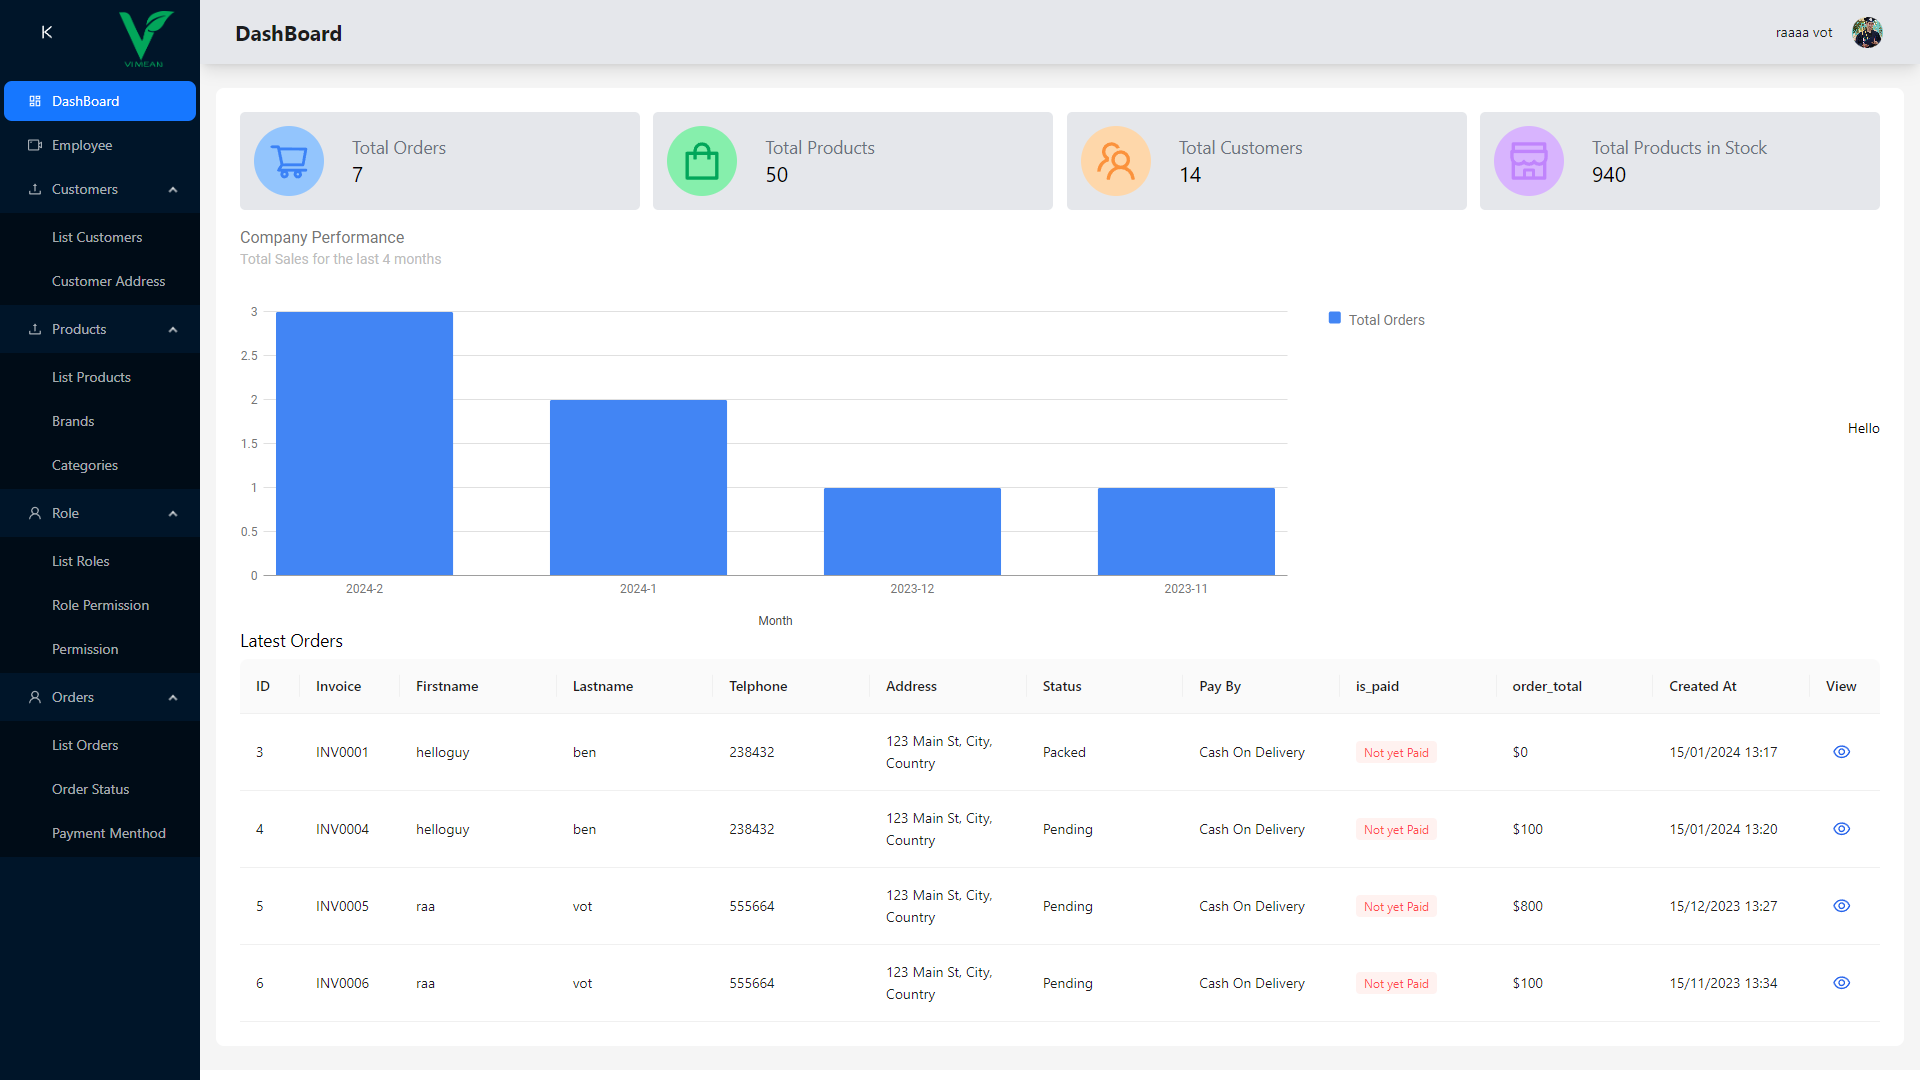 VIMEAN
DashBoard
raaaa vot
DashBoard
Employee
Customers
List Customers
Customer Address
Products
List Products
Brands
Categories
Role
List Roles
Role Permission
Permission
Orders
List Orders
Order Status
Payment Menthod
Total Orders
7
Total Products
50
Total Customers
14
Total Products in Stock
940
Company Performance
Total Sales for the last 4 months
3
2.5
2
1.5
1
0.5
0
2024-2 2024-1 2023-12 2023-11
Month
Total Orders
Hello
Latest Orders
ID Invoice Firstname Lastname Telphone Address Status Pay By is_paid order_total Created At View
3 INV0001 helloguy ben 238432 123 Main St, City, Country Packed Cash On Delivery Not yet Paid $0 15/01/2024 13:17
4 INV0004 helloguy ben 238432 123 Main St, City, Country Pending Cash On Delivery Not yet Paid $100 15/01/2024 13:20
5 INV0005 raa vot 555664 123 Main St, City, Country Pending Cash On Delivery Not yet Paid $800 15/12/2023 13:27
6 INV0006 raa vot 555664 123 Main St, City, Country Pending Cash On Delivery Not yet Paid $100 15/11/2023 13:34